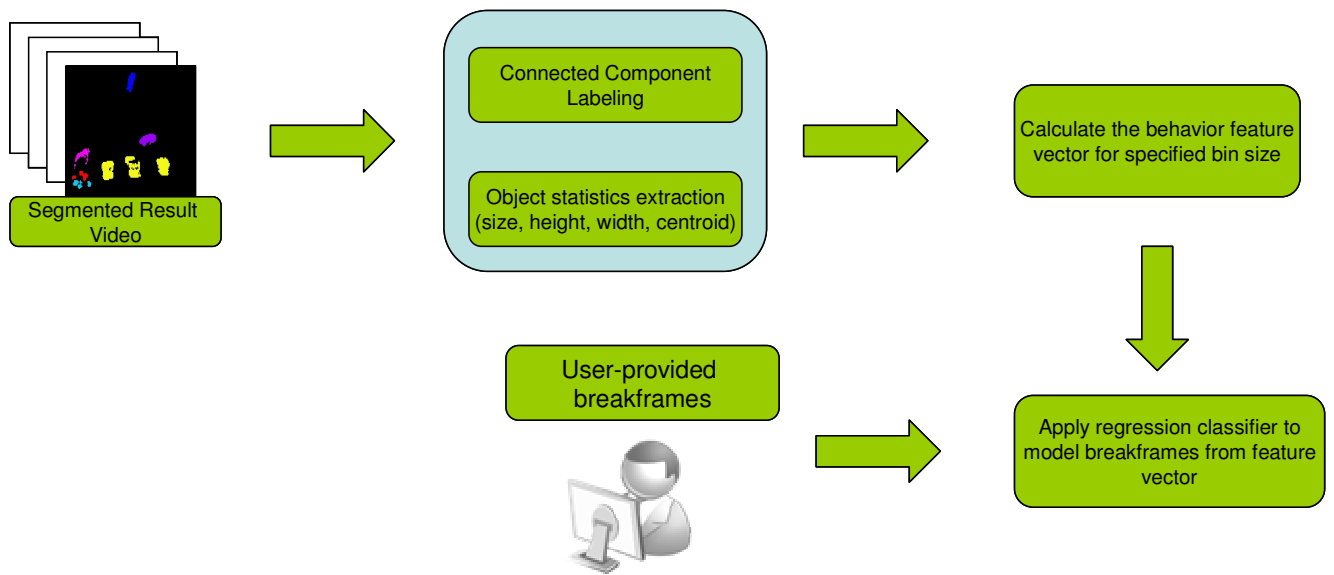 Connected Component
Labeling
Object statistics extraction
(size, height, width, centroid)
Segmented Result
Video
Calculate the behavior feature
vector for specified bin size
User-provided
breakframes
Apply regression classifier to
model breakframes from feature
vector